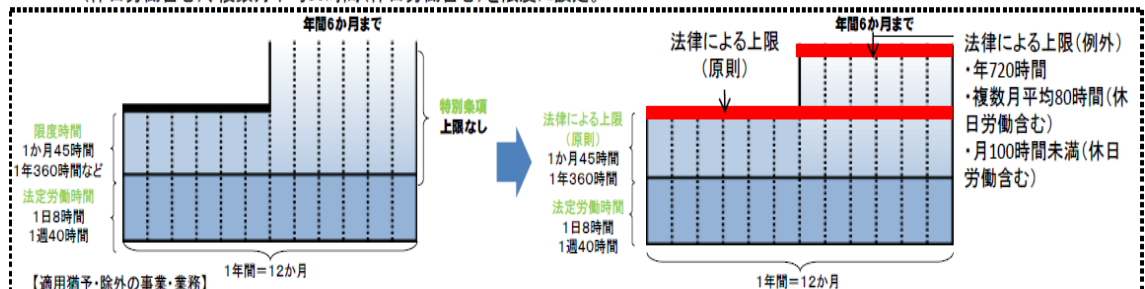 年間6か月まで
限度時間
1か月45時間
1年360時間など
法定労働時間
1日8時間
1週40時間
特別条項
上限なし
1年間=12か月
【適用猶予・除外の事業・業務】
法律による上限
(原則)
年間6か月まで
法律による上限(例外)
・年720時間
・複数月平均80時間(休
日労働含む)
・月100時間未満(休日
労働含む)
法律による上限
(原則)
1か月45時間
1年360時間
法定労働時間
1日8時間
1週40時間
1年間=12か月